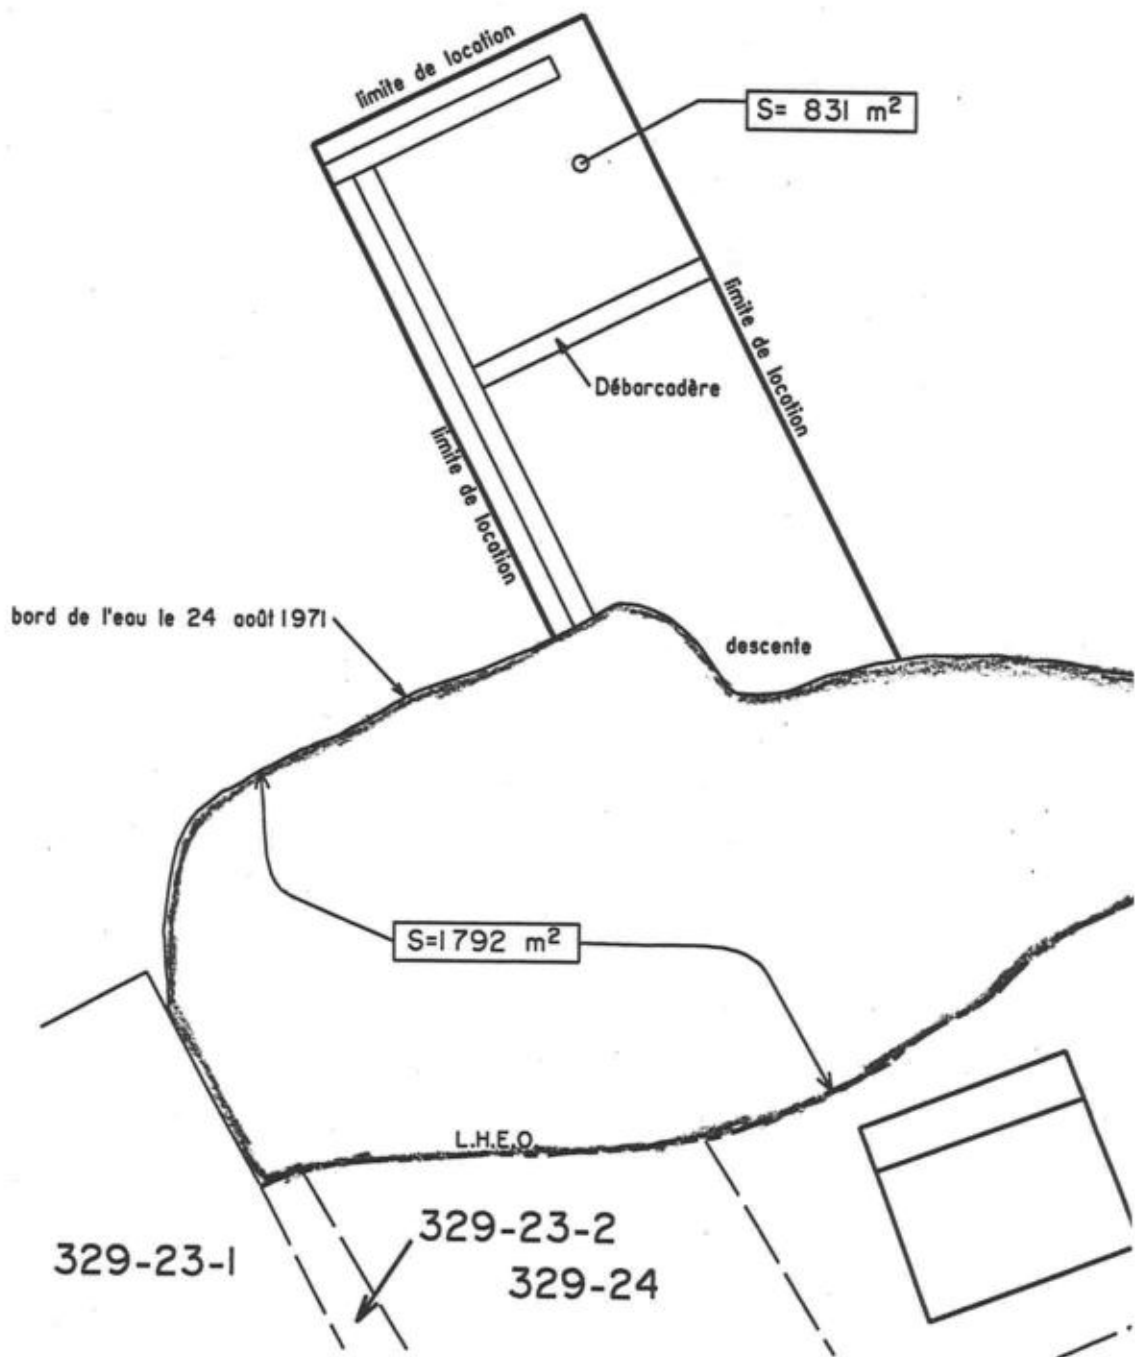 limite de location
S= 831 m²
limite de location
Débarcadère
limite de location
bord de l'eau le 24 août 1971
descente
S=1792 m²
L.H.E.O.
329-23-2
329-23-1
329-24